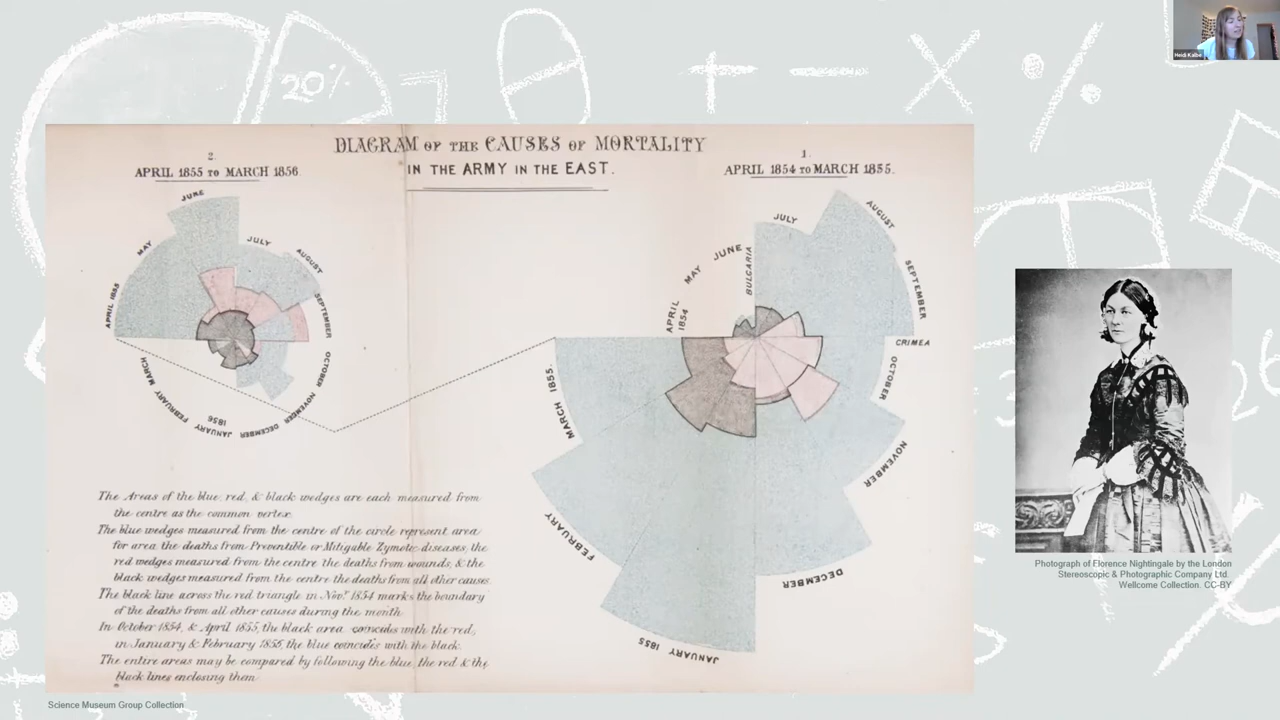 20%
Heidi Kalbe
DIAGRAM OF THE CAUSES OF MORTALITY
IN THE ARMY IN THE EAST.
2.
APRIL 1855 TO MARCH 1856
JUNE
JULY
MAY
AUGUST
APRIL 1855
SEPTEMBER
OCTOBER
NOVEMBER
DECEMBER
JANUARY 1856
FEBRUARY
MARCH
1.
APRIL 1854 TO MARCH 1855.
APRIL 1854
MAY
JUNE
BULGARIA
JULY
AUGUST
SEPTEMBER
CRIMEA
OCTOBER
NOVEMBER
DECEMBER
JANUARY 1855
FEBRUARY
MARCH 1855.
The Areas of the blue, red, & black wedges are each measured from
the centre as the common vertex.
The blue wedges measured from the centre of the circle represent area
for area the deaths from Preventible or Mitigable Zymotic diseases; the
red wedges measured from the centre the deaths from wounds; & the
black wedges measured from the centre the deaths from all other causes.
The black line across the red triangle in Novr. 1854 marks the boundary
of the deaths from all other causes during the month.
In October 1854, & April 1855, the black area coincides with the red;
in January & February 1856, the blue coincides with the black.
The entire areas may be compared by following the blue, the red & the
black lines enclosing them.
Photograph of Florence Nightingale by the London
Stereoscopic & Photographic Company Ltd.
Wellcome Collection. CC-BY
Science Museum Group Collection